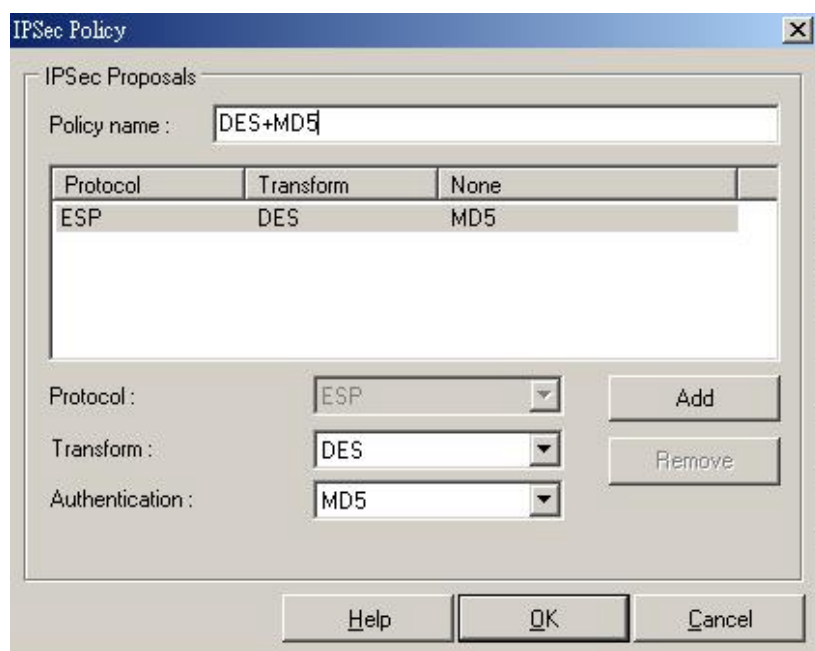 IPSec Policy
IPSec Proposals
Policy name : DES+MD5
Protocol Transform None
ESP DES MD5
Protocol : ESP Add
Transform : DES Remove
Authentication : MD5
Help OK Cancel